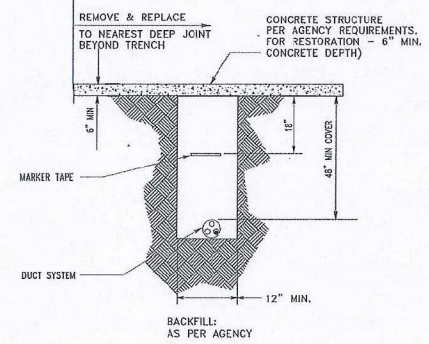 REMOVE & REPLACE
TO NEAREST DEEP JOINT
BEYOND TRENCH
CONCRETE STRUCTURE
PER AGENCY REQUIREMENTS.
FOR RESTORATION - 6" MIN.
CONCRETE DEPTH)
6" MIN
18"
48" MIN COVER
MARKER TAPE
DUCT SYSTEM
12" MIN.
BACKFILL:
AS PER AGENCY